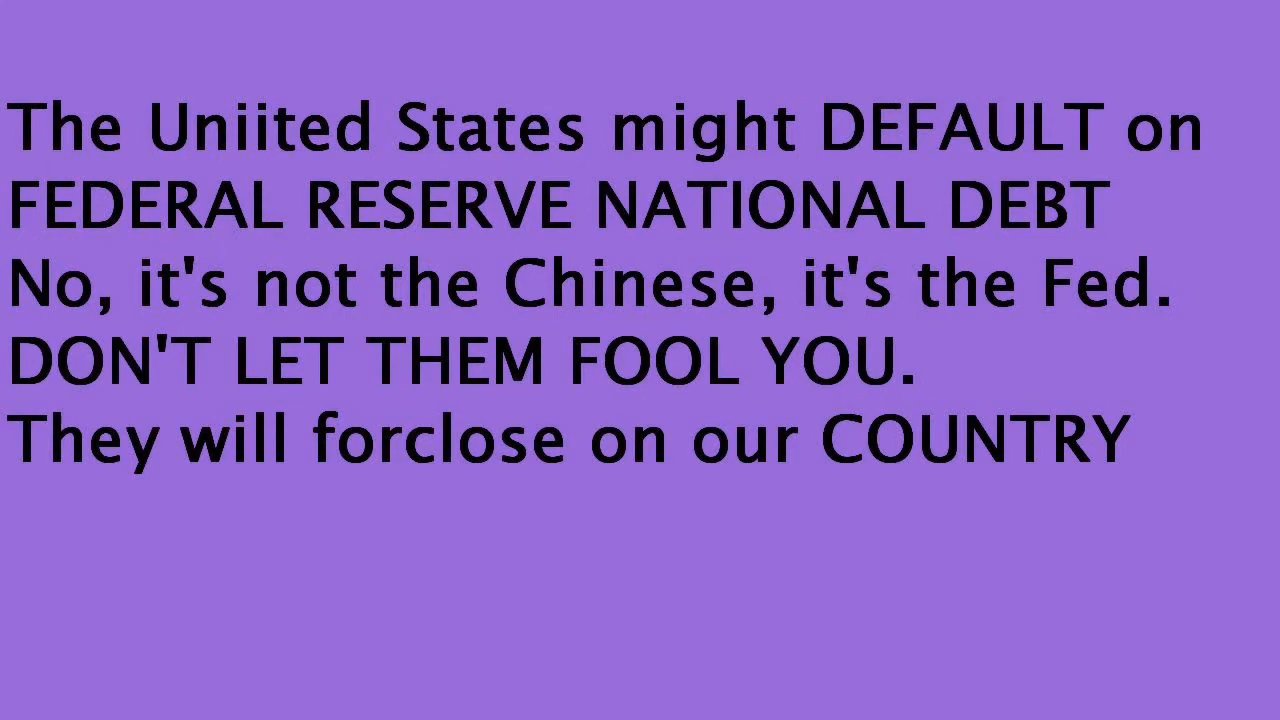 The Uniited States might DEFAULT on
FEDERAL RESERVE NATIONAL DEBT
No, it's not the Chinese, it's the Fed.
DON'T LET THEM FOOL YOU.
They will forclose on our COUNTRY